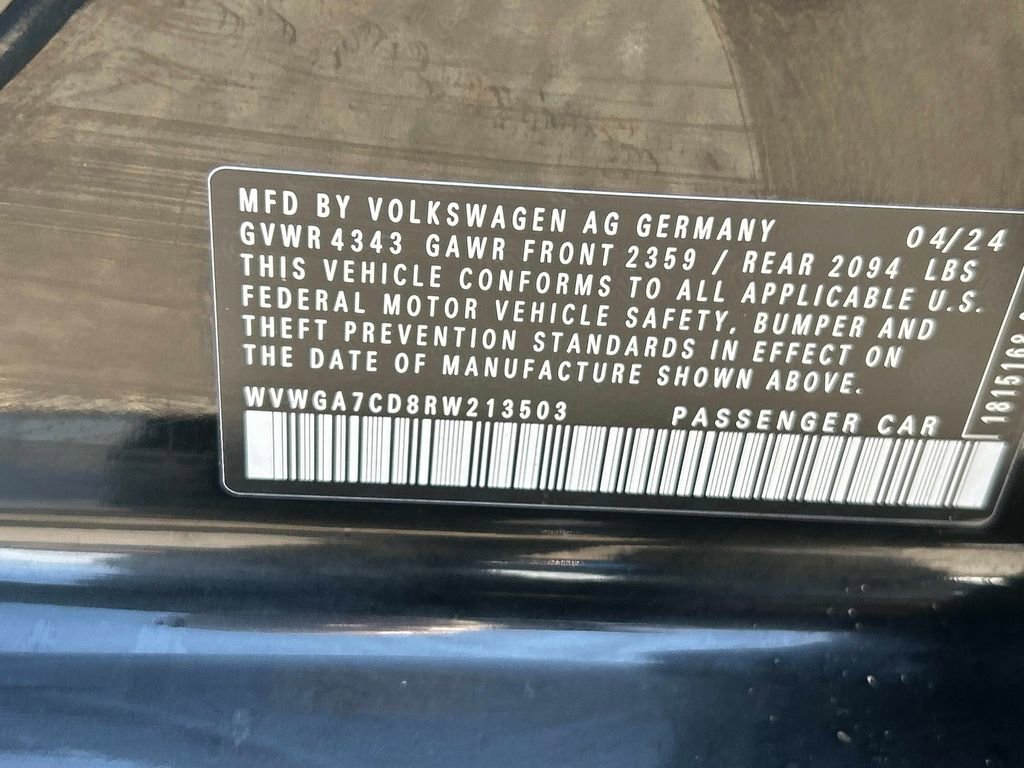 MFD BY VOLKSWAGEN AG GERMANY 04/24
GVWR 4343 GAWR FRONT 2359 / REAR 2094 LBS
THIS VEHICLE CONFORMS TO ALL APPLICABLE U.S.
FEDERAL MOTOR VEHICLE SAFETY, BUMPER AND
THEFT PREVENTION STANDARDS IN EFFECT ON
THE DATE OF MANUFACTURE SHOWN ABOVE.
WVWGA7CD8RW213503 PASSENGER CAR
1815168